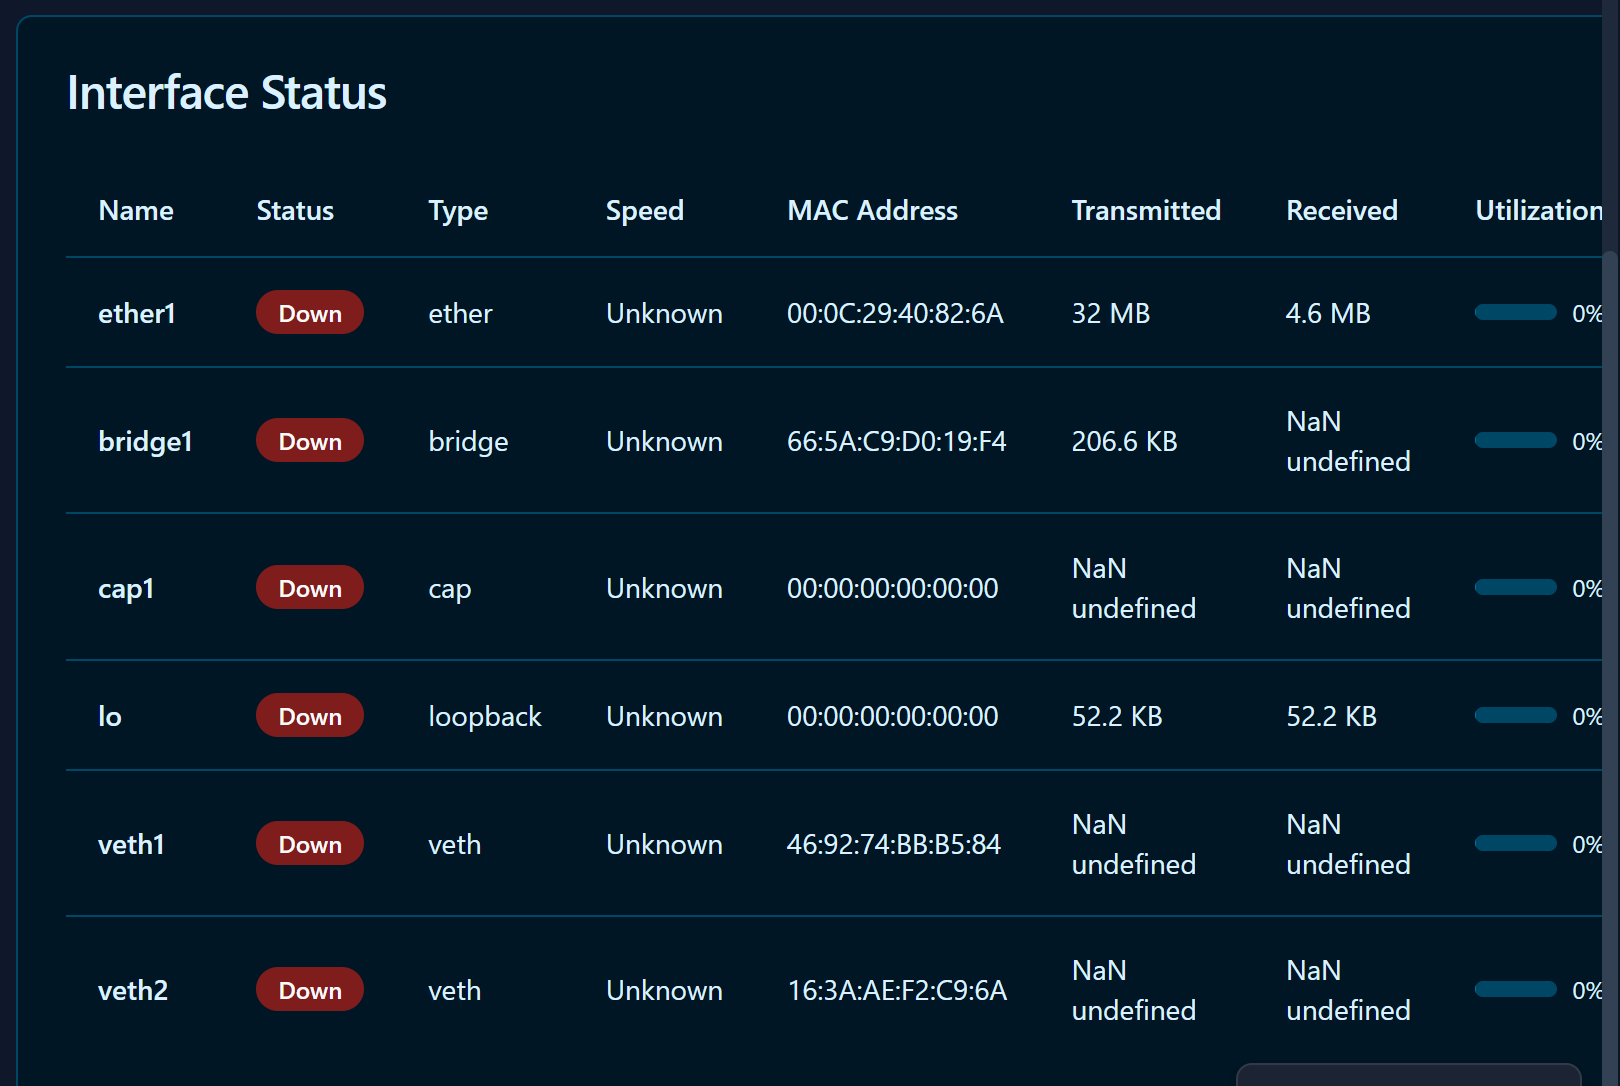 Interface Status
Name Status Type Speed MAC Address Transmitted Received Utilization
ether1 Down ether Unknown 00:0C:29:40:82:6A 32 MB 4.6 MB 0%
bridge1 Down bridge Unknown 66:5A:C9:D0:19:F4 206.6 KB NaN undefined 0%
cap1 Down cap Unknown 00:00:00:00:00:00 NaN undefined NaN undefined 0%
lo Down loopback Unknown 00:00:00:00:00:00 52.2 KB 52.2 KB 0%
veth1 Down veth Unknown 46:92:74:BB:B5:84 NaN undefined NaN undefined 0%
veth2 Down veth Unknown 16:3A:AE:F2:C9:6A NaN undefined NaN undefined 0%